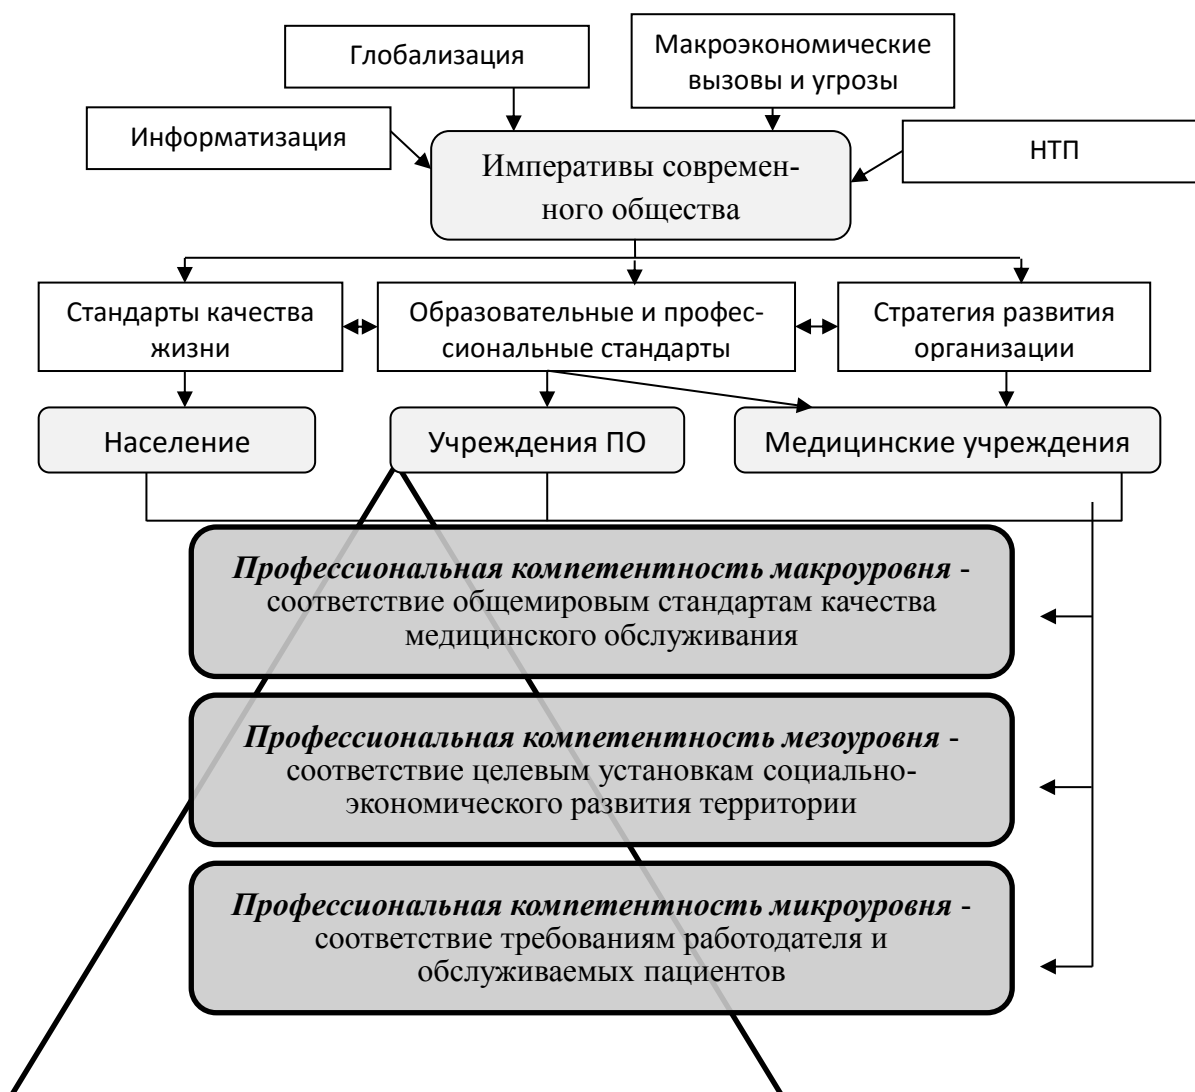 Глобализация
Макроэкономические
вызовы и угрозы
Информатизация
НТП
Императивы современ-
ного общества
Стандарты качества
жизни
Образовательные и профес-
сиональные стандарты
Стратегия развития
организации
Население
Учреждения ПО
Медицинские учреждения
Профессиональная компетентность макроуровня -
соответствие общемировым стандартам качества
медицинского обслуживания
Профессиональная компетентность мезоуровня -
соответствие целевым установкам социально-
экономического развития территории
Профессиональная компетентность микроуровня -
соответствие требованиям работодателя и
обслуживаемых пациентов